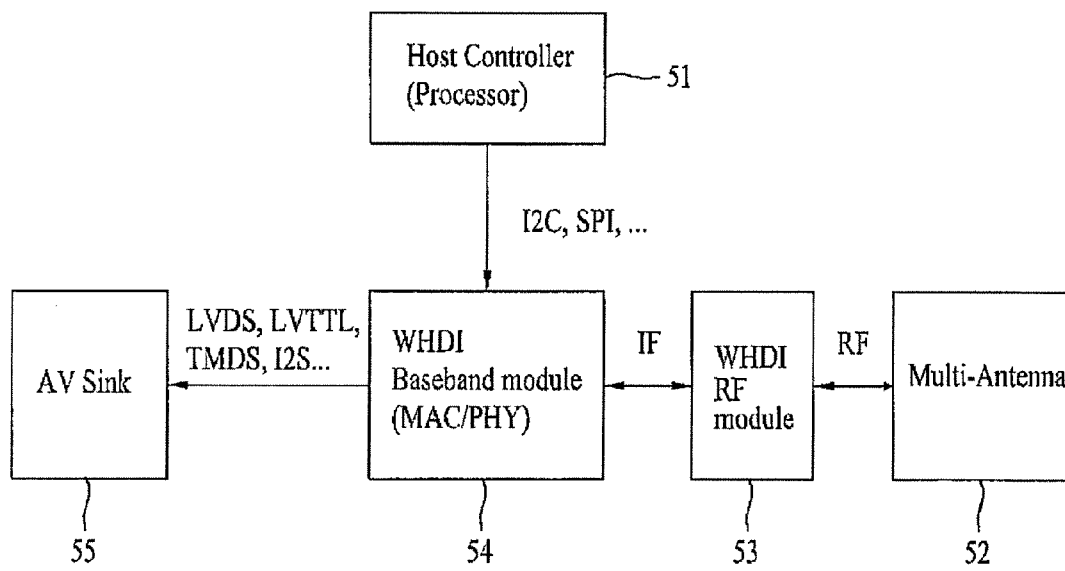 Host Controller
(Processor)
51
I2C, SPI, ...
LVDS, LVTTL,
TMDS, I2S...
AV Sink
WHDI
Baseband module
(MAC/PHY)
IF
WHDI
RF
module
RF
Multi-Antenna
55
54
53
52